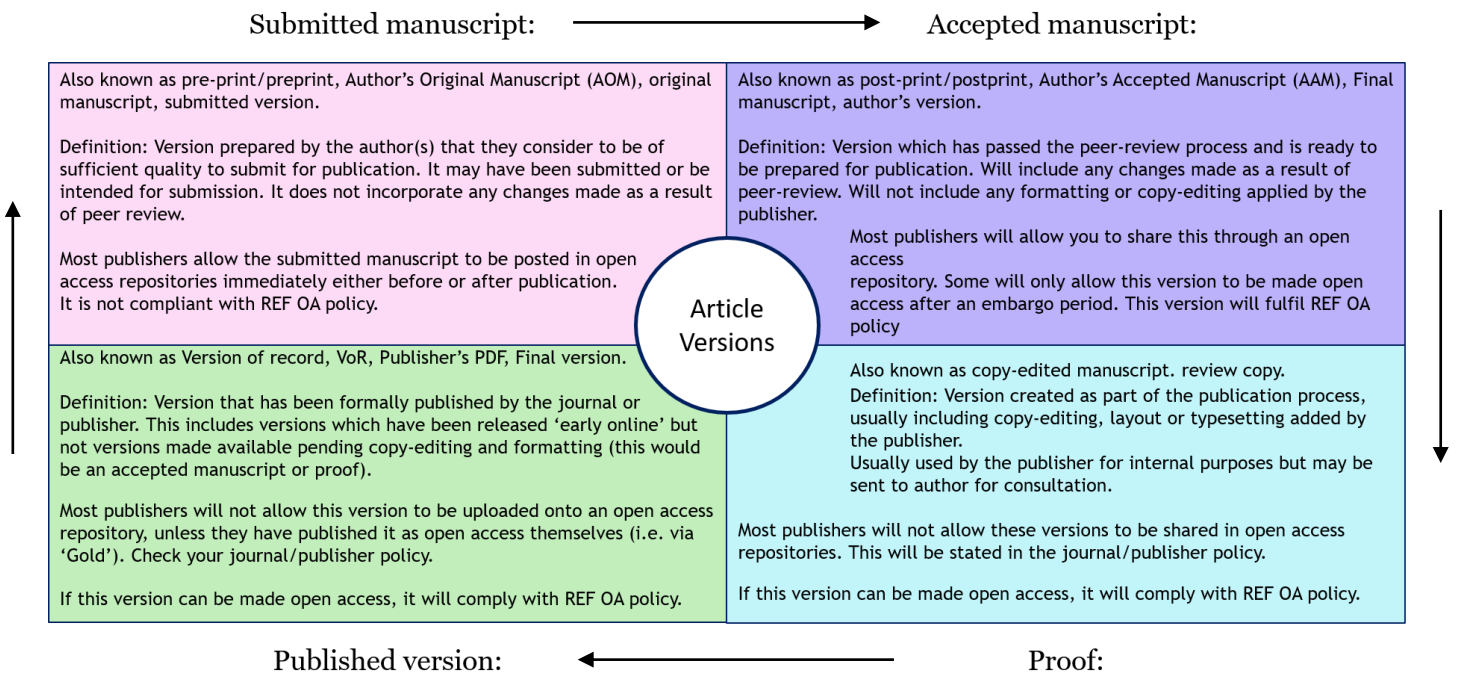 Submitted manuscript:
Accepted manuscript:
Also known as pre-print/preprint, Author's Original Manuscript (AOM), original
manuscript, submitted version.
Definition: Version prepared by the author(s) that they consider to be of
sufficient quality to submit for publication. It may have been submitted or be
intended for submission. It does not incorporate any changes made as a result
of peer review.
Most publishers allow the submitted manuscript to be posted in open
access repositories immediately either before or after publication.
It is not compliant with REF OA policy.
Also known as post-print/postprint, Author's Accepted Manuscript (AAM), Final
manuscript, author's version.
Definition: Version which has passed the peer-review process and is ready to
be prepared for publication. Will include any changes made as a result of
peer-review. Will not include any formatting or copy-editing applied by the
publisher.
Most publishers will allow you to share this through an open
access
repository. Some will only allow this version to be made open
access after an embargo period. This version will fulfil REF OA
policy
Article
Versions
Also known as Version of record, VoR, Publisher's PDF, Final version.
Definition: Version that has been formally published by the journal or
publisher. This includes versions which have been released 'early online' but
not versions made available pending copy-editing and formatting (this would
be an accepted manuscript or proof).
Most publishers will not allow this version to be uploaded onto an open access
repository, unless they have published it as open access themselves (i.e. via
'Gold'). Check your journal/publisher policy.
If this version can be made open access, it will comply with REF OA policy.
Also known as copy-edited manuscript. review copy.
Definition: Version created as part of the publication process,
usually including copy-editing, layout or typesetting added by
the publisher.
Usually used by the publisher for internal purposes but may be
sent to author for consultation.
Most publishers will not allow these versions to be shared in open access
repositories. This will be stated in the journal/publisher policy.
If this version can be made open access, it will comply with REF OA policy.
Published version:
Proof: